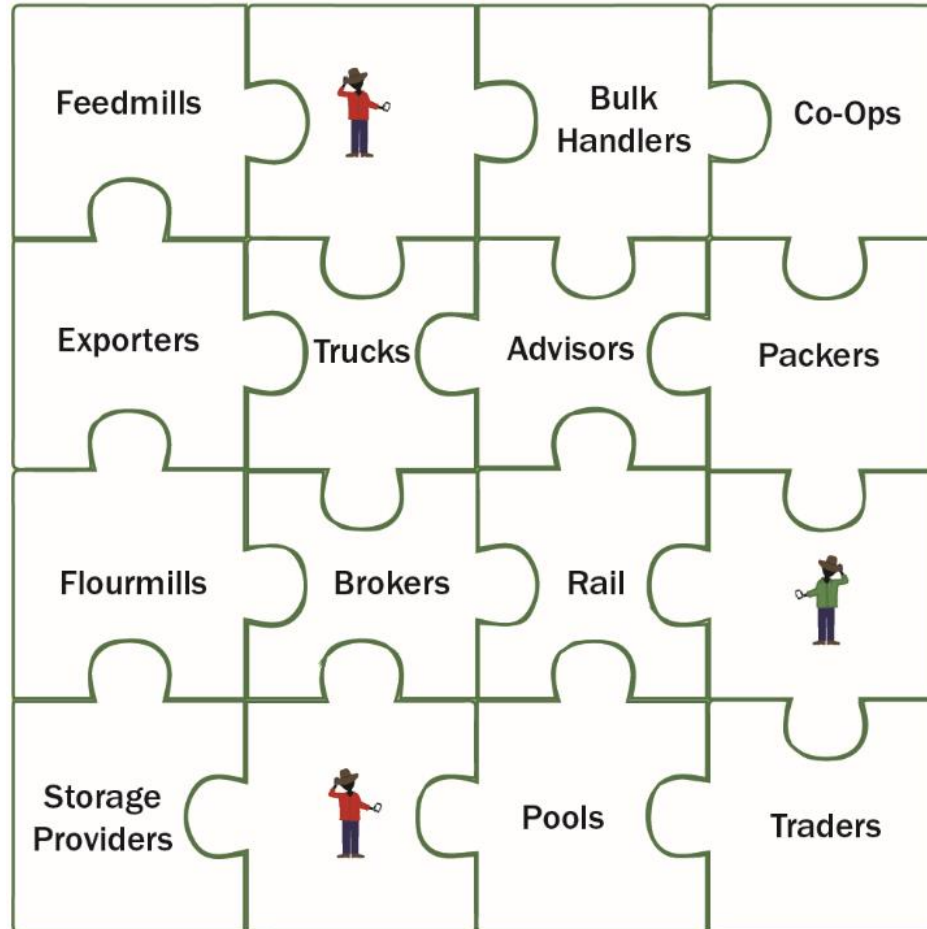 Feedmills
Bulk
Handlers
Co-Ops
Exporters
Trucks
Advisors
Packers
Flourmills
Brokers
Rail
Storage
Providers
Pools
Traders